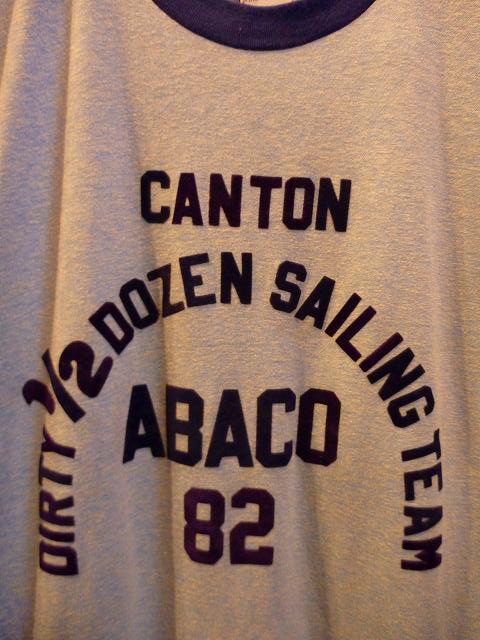 CANTON
DIRTY 1/2 DOZEN SAILING TEAM
ABACO
82